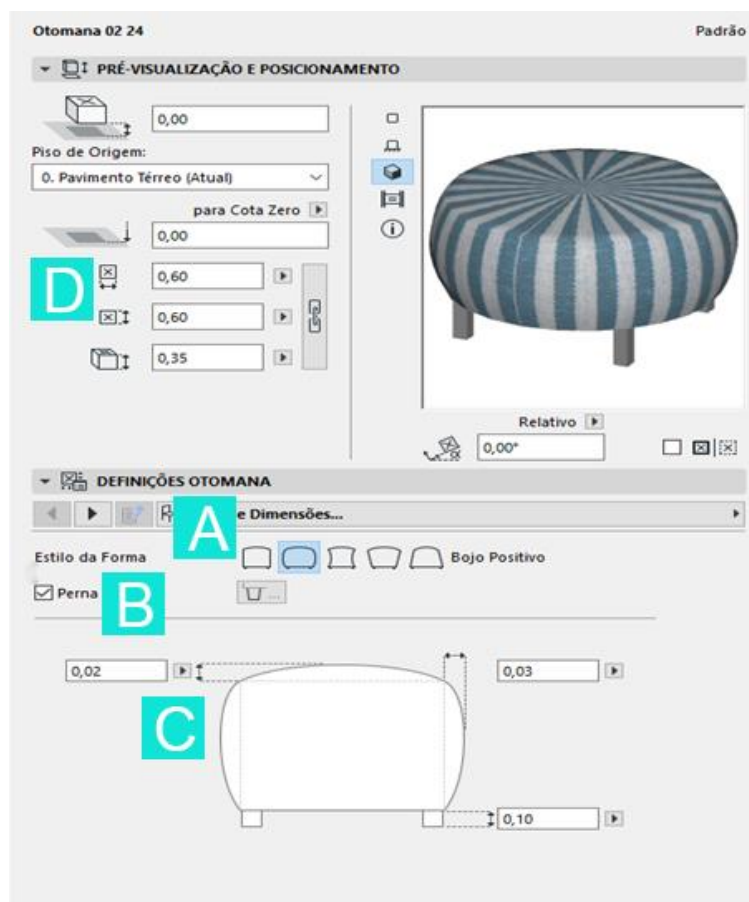 Otomana 02 24 Padrão
PRÉ-VISUALIZAÇÃO E POSICIONAMENTO
0,00
Piso de Origem:
0. Pavimento Térreo (Atual)
para Cota Zero
0,00
D
0,60
0,60
0,35
Relativo
0,00°
DEFINIÇÕES OTOMANA
A e Dimensões...
Estilo da Forma Bojo Positivo
Perna B
0,02 0,03
C
0,10